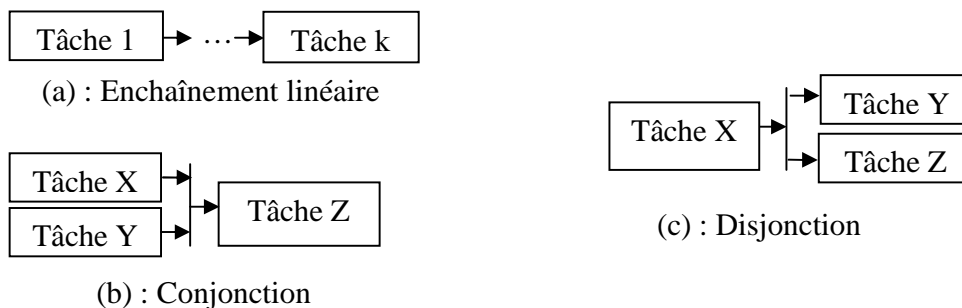 Tâche 1 … Tâche k
(a) : Enchaînement linéaire
Tâche X
Tâche Y
Tâche Z
(b) : Conjonction
Tâche X
Tâche Y
Tâche Z
(c) : Disjonction